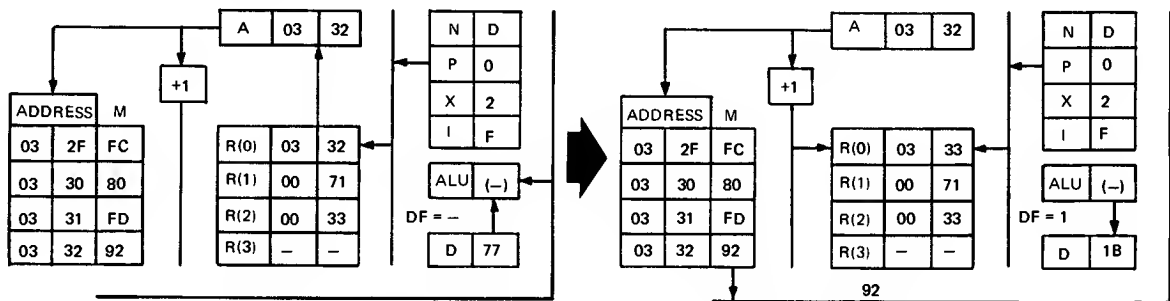 A 03 32
N D
P 0
X 2
I F
+1
ADDRESS M
03 2F FC
03 30 80
03 31 FD
03 32 92
R(0) 03 32
R(1) 00 71
R(2) 00 33
R(3) – –
ALU (–)
DF = –
D 77
A 03 32
N D
P 0
X 2
I F
+1
ADDRESS M
03 2F FC
03 30 80
03 31 FD
03 32 92
R(0) 03 33
R(1) 00 71
R(2) 00 33
R(3) – –
ALU (–)
DF = 1
D 1B
92